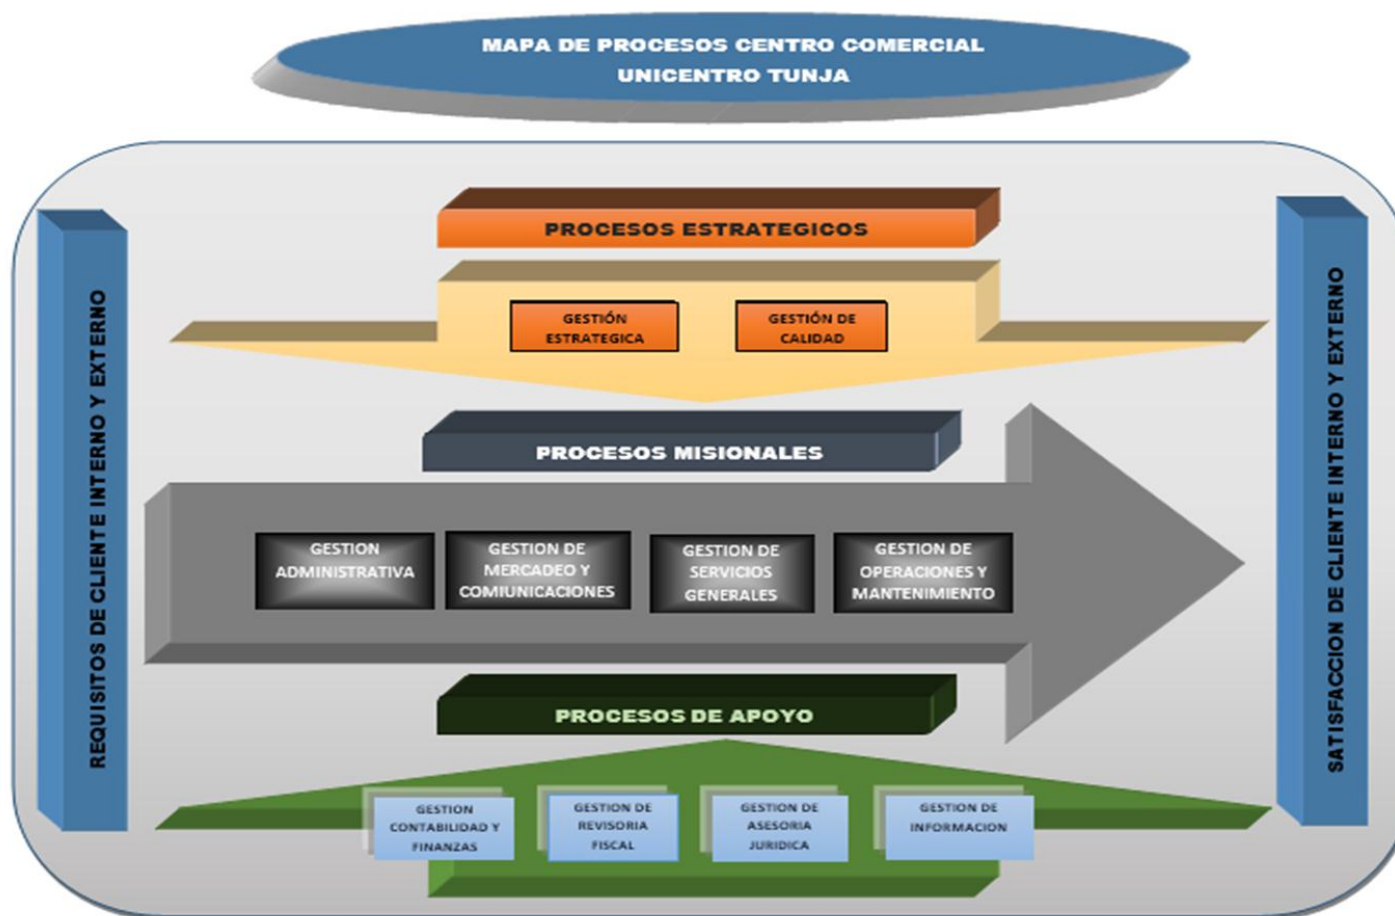 MAPA DE PROCESOS CENTRO COMERCIAL
UNICENTRO TUNJA
REQUISITOS DE CLIENTE INTERNO Y EXTERNO
PROCESOS ESTRATEGICOS
GESTIÓN
ESTRATEGICA
GESTIÓN DE
CALIDAD
PROCESOS MISIONALES
GESTION
ADMINISTRATIVA
GESTION DE
MERCADEO Y
COMIUNICACIONES
GESTION DE
SERVICIOS
GENERALES
GESTION DE
OPERACIONES Y
MANTENIMIENTO
PROCESOS DE APOYO
GESTION
CONTABILIDAD Y
FINANZAS
GESTION DE
REVISORIA
FISCAL
GESTION DE
ASESORIA
JURIDICA
GESTION DE
INFORMACION
SATISFACCION DE CLIENTE INTERNO Y EXTERNO